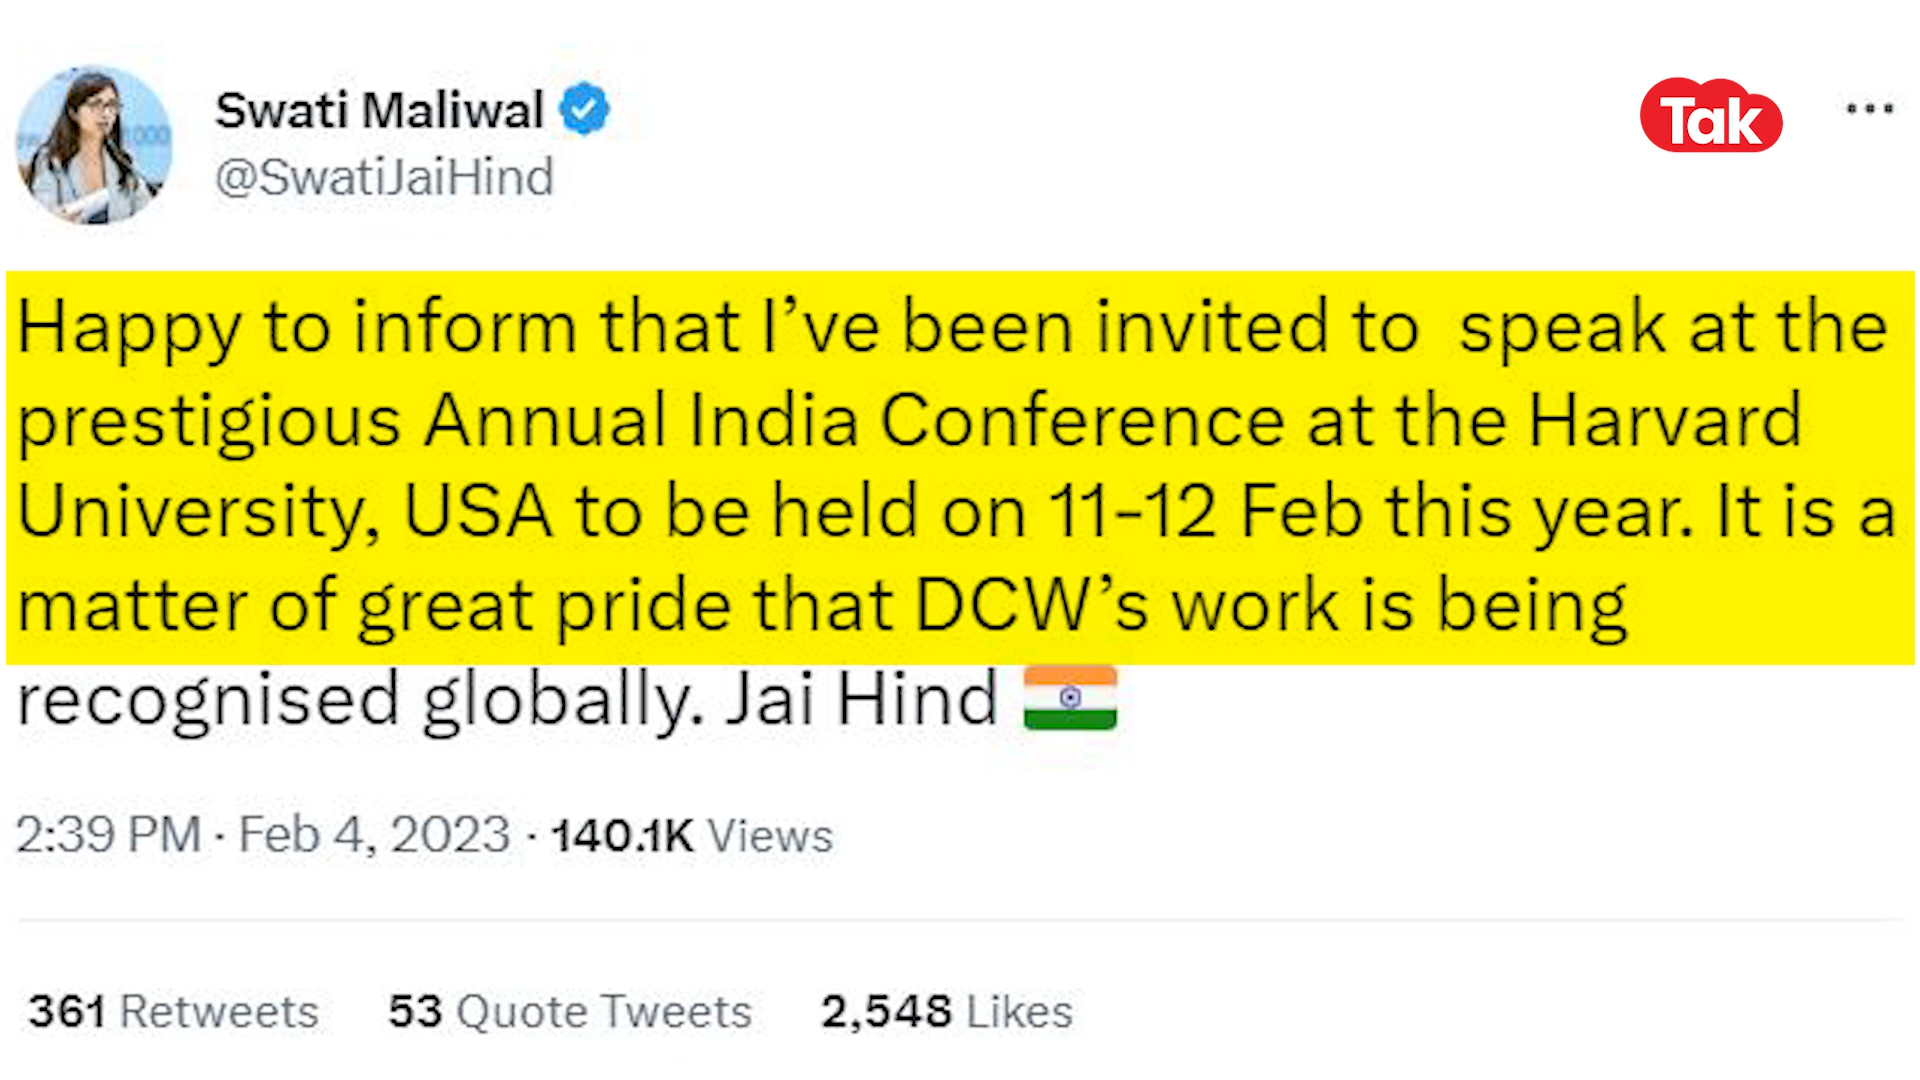 Swati Maliwal
Tak
@SwatiJaiHind
Happy to inform that I’ve been invited to speak at the
prestigious Annual India Conference at the Harvard
University, USA to be held on 11-12 Feb this year. It is a
matter of great pride that DCW’s work is being
recognised globally. Jai Hind 🇮🇳
2:39 PM · Feb 4, 2023 · 140.1K Views
361 Retweets 53 Quote Tweets 2,548 Likes